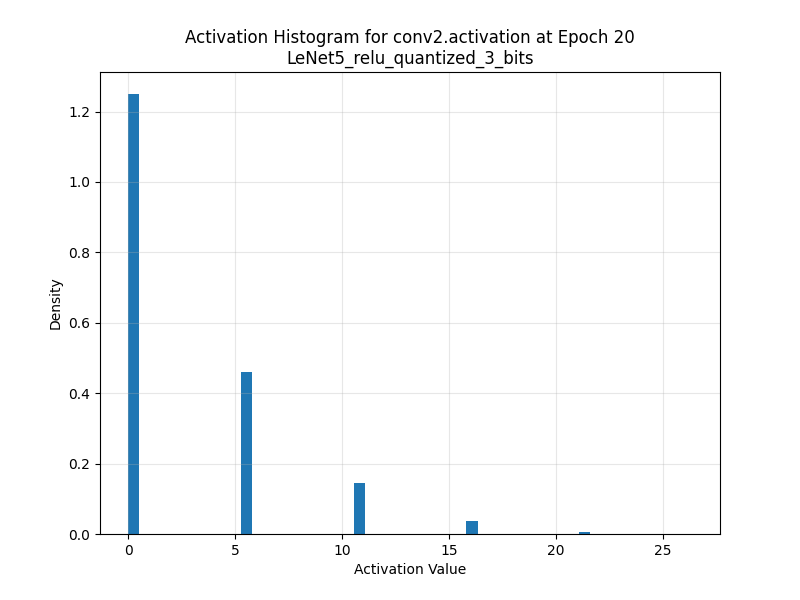 Activation Histogram for conv2.activation at Epoch 20
LeNet5_relu_quantized_3_bits
1.2
1.0
0.8
0.6
0.4
0.2
0.0
Density
0 5 10 15 20 25
Activation Value